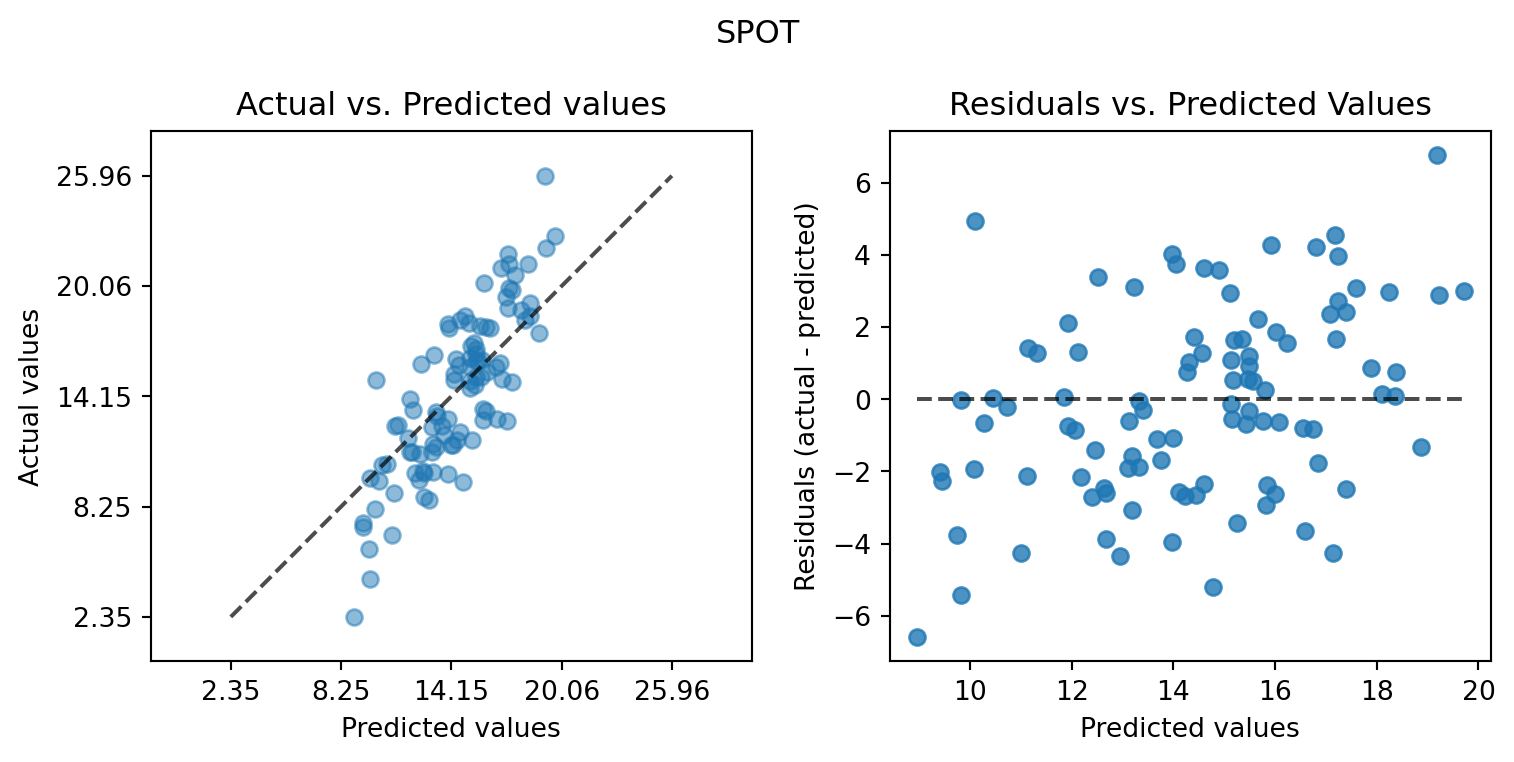 SPOT
Actual vs. Predicted values
Actual values
25.96
20.06
14.15
8.25
2.35
2.35 8.25 14.15 20.06 25.96
Predicted values
Residuals vs. Predicted Values
Residuals (actual - predicted)
6
4
2
0
−2
−4
−6
10 12 14 16 18 20
Predicted values